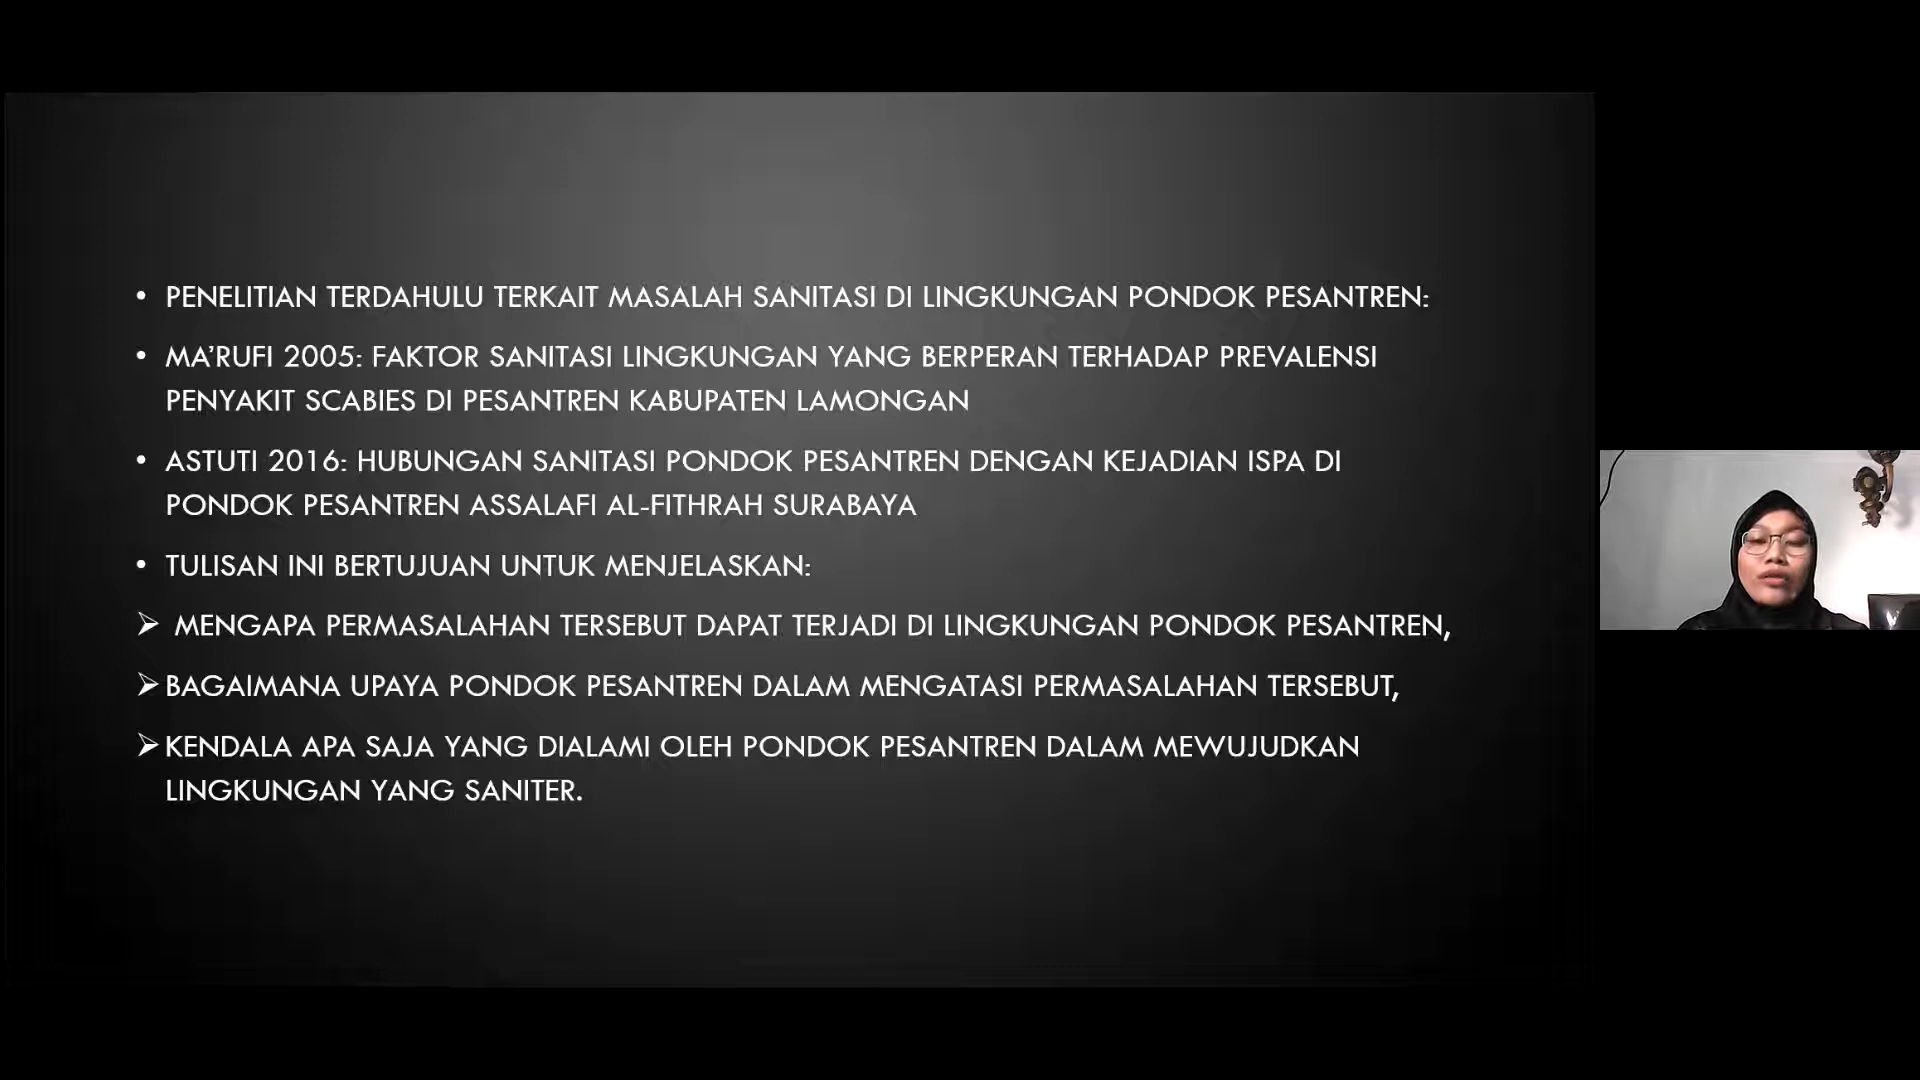 • PENELITIAN TERDAHULU TERKAIT MASALAH SANITASI DI LINGKUNGAN PONDOK PESANTREN:
• MA'RUFI 2005: FAKTOR SANITASI LINGKUNGAN YANG BERPERAN TERHADAP PREVALENSI
PENYAKIT SCABIES DI PESANTREN KABUPATEN LAMONGAN
• ASTUTI 2016: HUBUNGAN SANITASI PONDOK PESANTREN DENGAN KEJADIAN ISPA DI
PONDOK PESANTREN ASSALAFI AL-FITHRAH SURABAYA
• TULISAN INI BERTUJUAN UNTUK MENJELASKAN:
➢ MENGAPA PERMASALAHAN TERSEBUT DAPAT TERJADI DI LINGKUNGAN PONDOK PESANTREN,
➢ BAGAIMANA UPAYA PONDOK PESANTREN DALAM MENGATASI PERMASALAHAN TERSEBUT,
➢ KENDALA APA SAJA YANG DIALAMI OLEH PONDOK PESANTREN DALAM MEWUJUDKAN
LINGKUNGAN YANG SANITER.